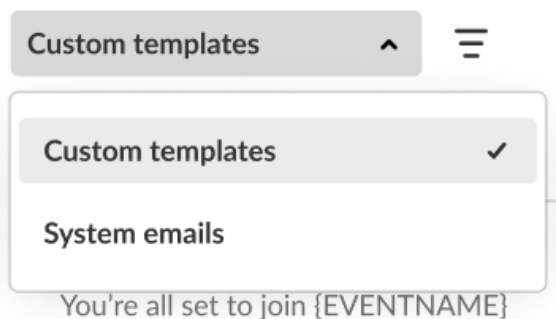 Custom templates
Custom templates
System emails
You're all set to join {EVENTNAME}